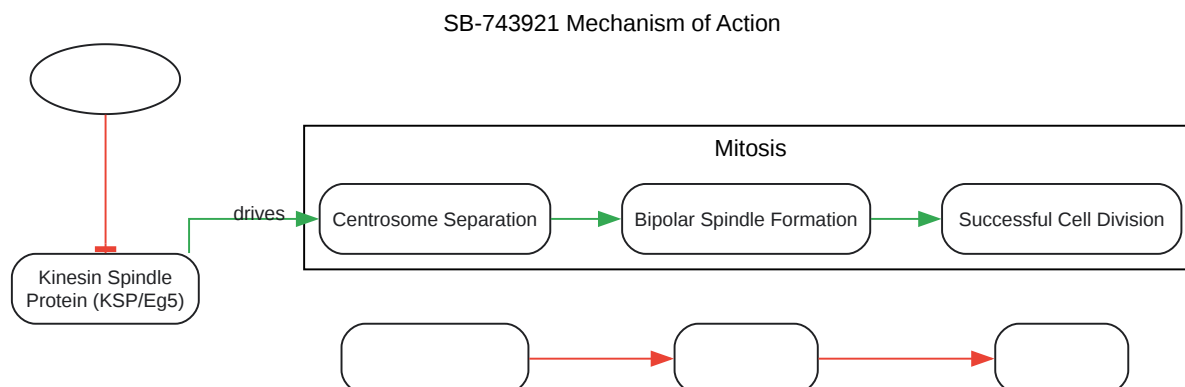 SB-743921 Mechanism of Action
Mitosis
drives
Centrosome Separation
Bipolar Spindle Formation
Successful Cell Division
Kinesin Spindle
Protein (KSP/Eg5)